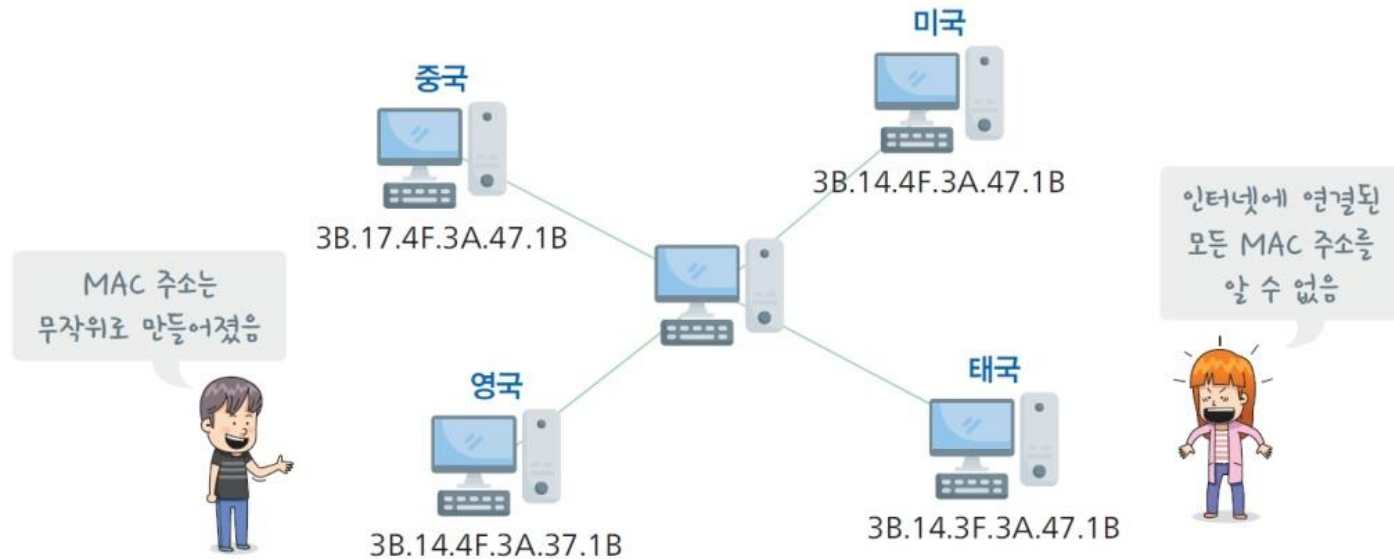 미국
중국
3B.14.4F.3A.47.1B
3B.17.4F.3A.47.1B
인터넷에 연결된
모든 MAC 주소를
알 수 없음
MAC 주소는
무작위로 만들어졌음
영국
태국
3B.14.4F.3A.37.1B
3B.14.3F.3A.47.1B